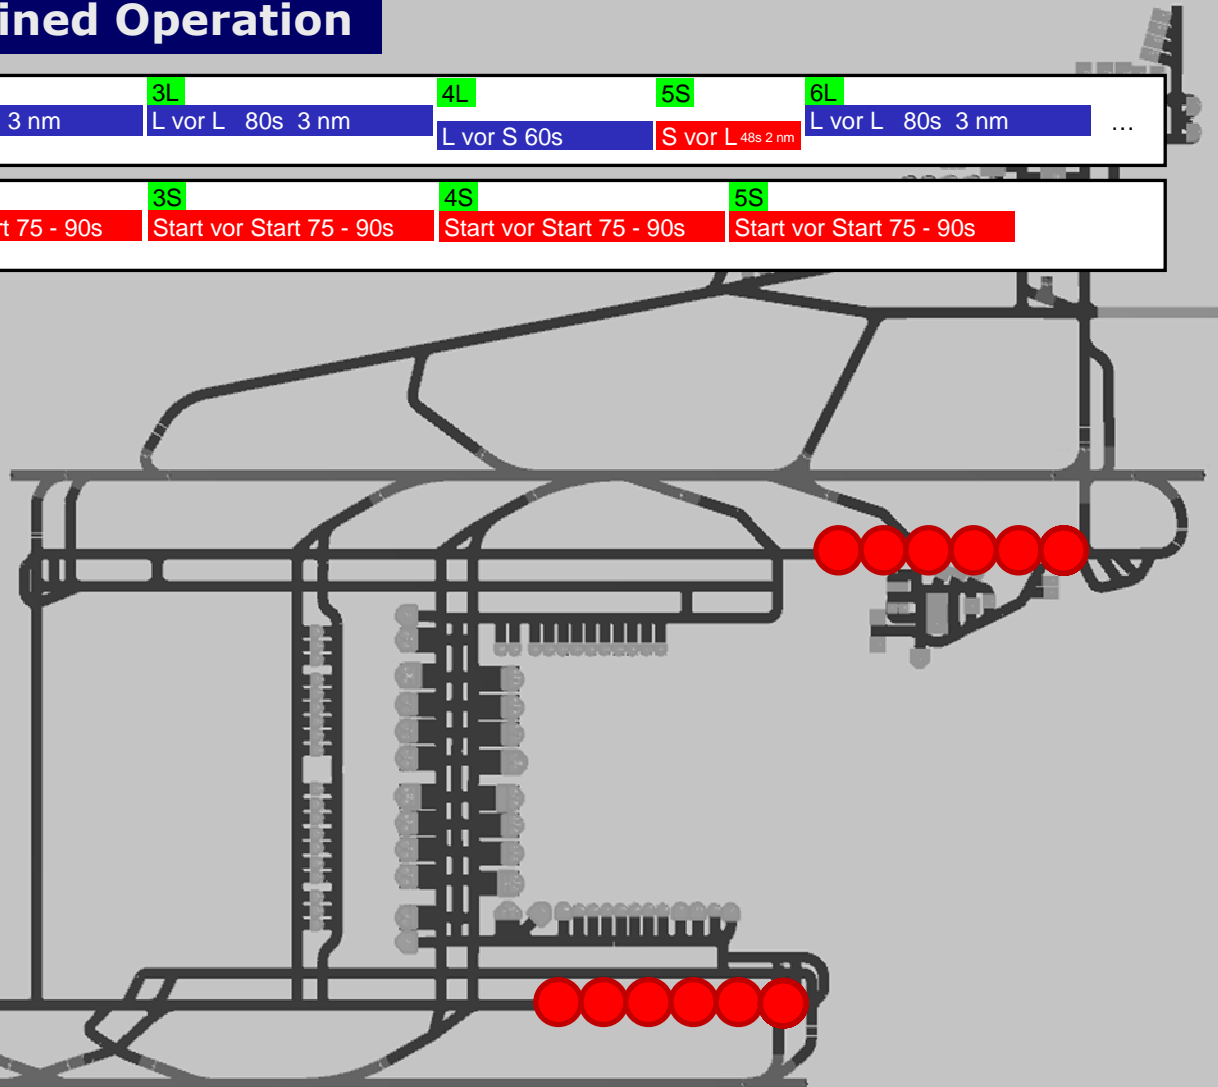 ined Operation
3L
4L
5S
6L
3 nm
L vor L 80s 3 nm
L vor S 60s
S vor L 48s 2 nm
L vor L 80s 3 nm
...
3S
4S
5S
rt 75 - 90s
Start vor Start 75 - 90s
Start vor Start 75 - 90s
Start vor Start 75 - 90s